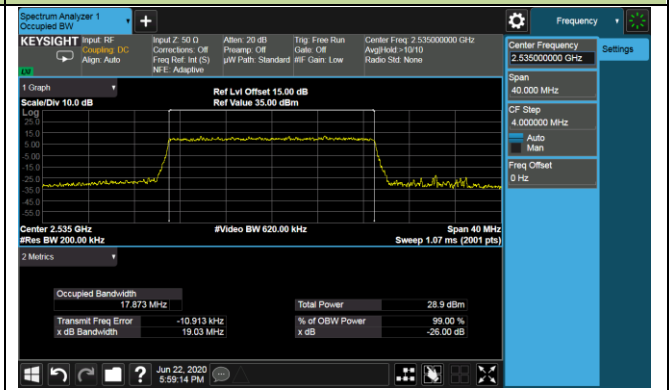 Spectrum Analyzer 1
Occupied BW
+
Frequency
KEYSIGHT Input: RF
Coupling: DC
Align: Auto
LXI
Input Z: 50 Ω
Corrections: Off
Freq Ref: Int (S)
NFE: Adaptive
Atten: 20 dB
Preamp: Off
µW Path: Standard
Trig: Free Run
Gate: Off
#IF Gain: Low
Center Freq: 2.535000000 GHz
Avg|Hold:>10/10
Radio Std: None
Center Frequency
2.535000000 GHz
Settings
Span
40.000 MHz
CF Step
4.000000 MHz
Auto
Man
Freq Offset
0 Hz
1 Graph
Scale/Div 10.0 dB
Ref Lvl Offset 15.00 dB
Ref Value 35.00 dBm
Log
25.0
15.0
5.00
-5.00
-15.0
-25.0
-35.0
-45.0
-55.0
Center 2.535 GHz
#Video BW 620.00 kHz
Span 40 MHz
#Res BW 200.00 kHz
Sweep 1.07 ms (2001 pts)
2 Metrics
Occupied Bandwidth
17.873 MHz
Total Power 28.9 dBm
Transmit Freq Error -10.913 kHz
% of OBW Power 99.00 %
x dB Bandwidth 19.03 MHz
x dB -26.00 dB
?
Jun 22, 2020
5:59:14 PM